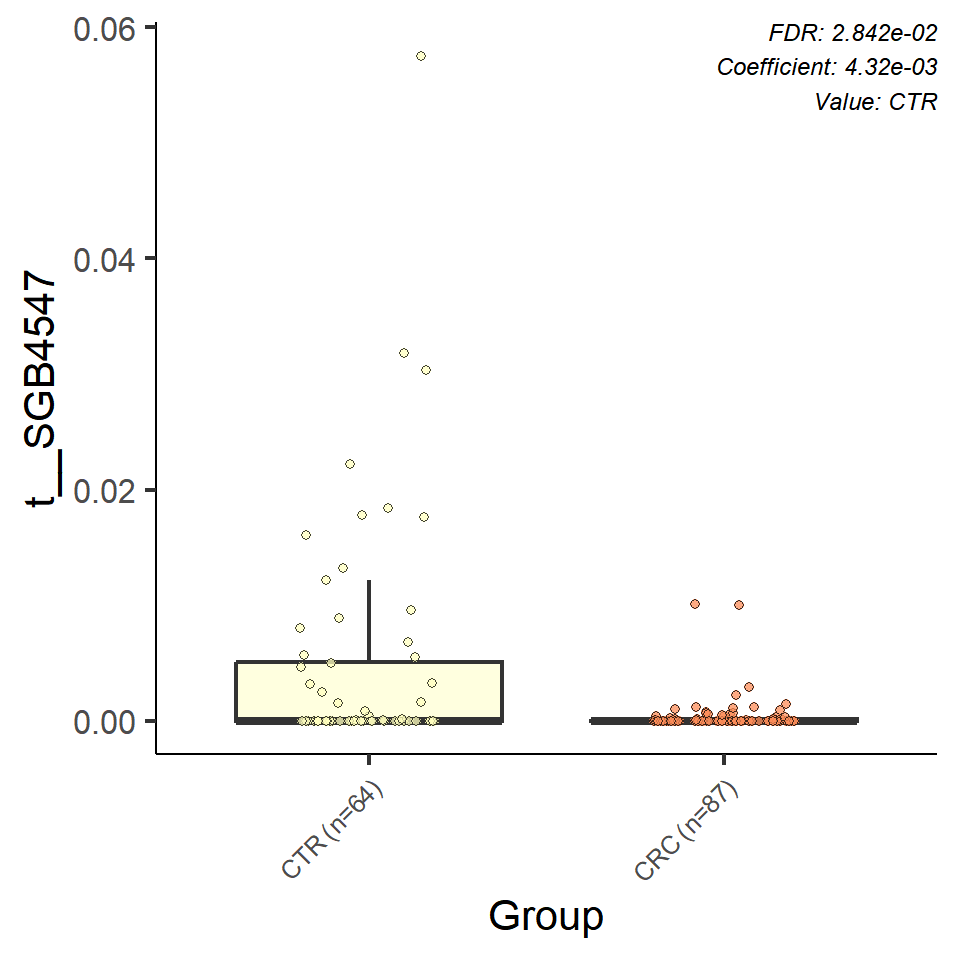 FDR: 2.842e-02
Coefficient: 4.32e-03
Value: CTR
0.06
0.04
0.02
0.00
t__SGB4547
CTR (n=64)
CRC (n=87)
Group